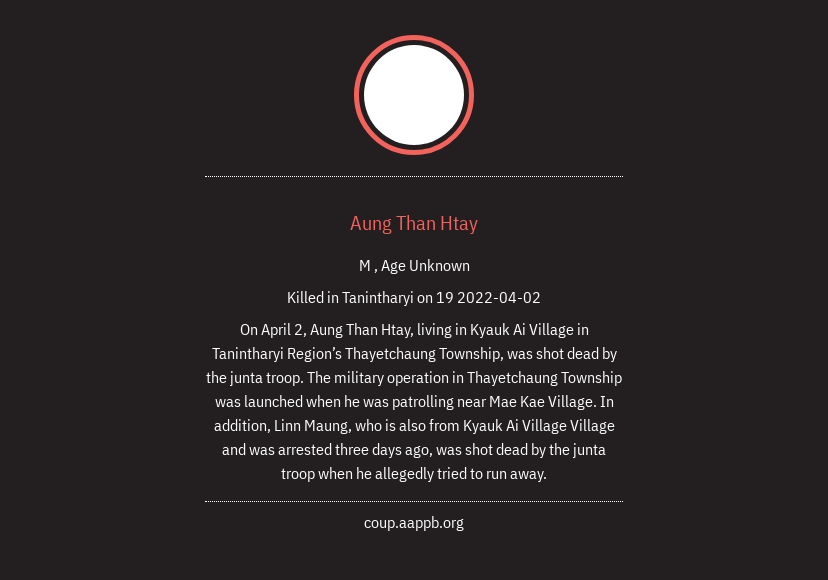 Aung Than Htay
M , Age Unknown
Killed in Tanintharyi on 19 2022-04-02
On April 2, Aung Than Htay, living in Kyauk Ai Village in
Tanintharyi Region’s Thayetchaung Township, was shot dead by
the junta troop. The military operation in Thayetchaung Township
was launched when he was patrolling near Mae Kae Village. In
addition, Linn Maung, who is also from Kyauk Ai Village Village
and was arrested three days ago, was shot dead by the junta
troop when he allegedly tried to run away.
coup.aappb.org